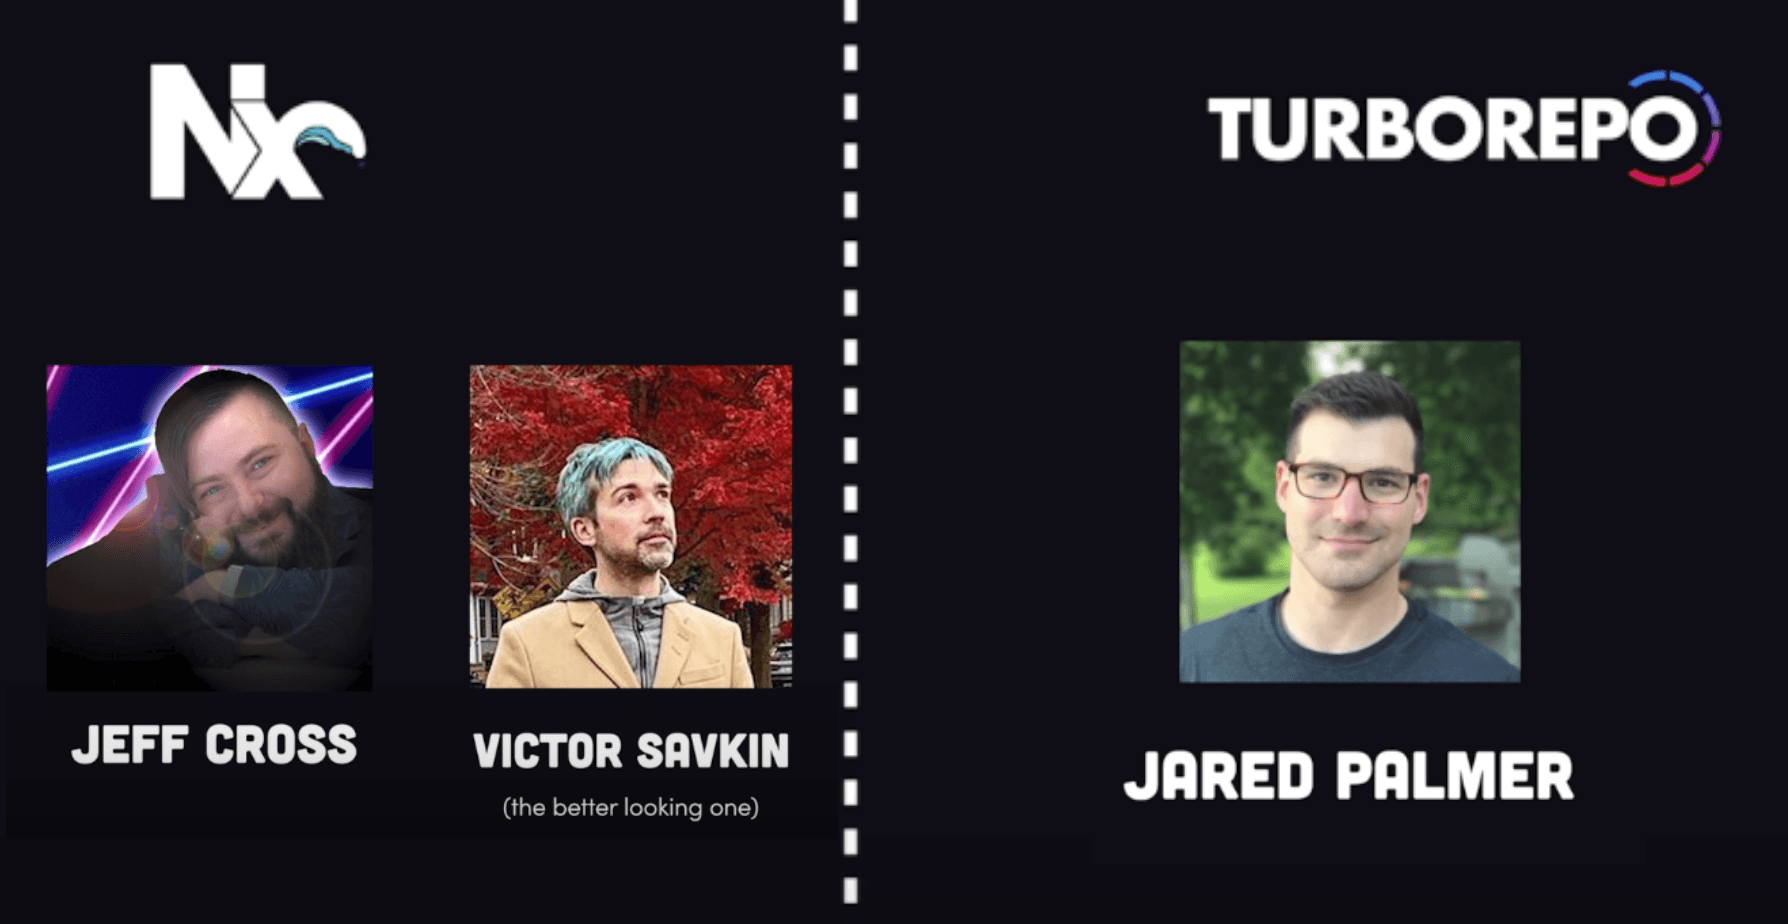 Nx
TURBOREPO
JEFF CROSS
VICTOR SAVKIN
(the better looking one)
JARED PALMER